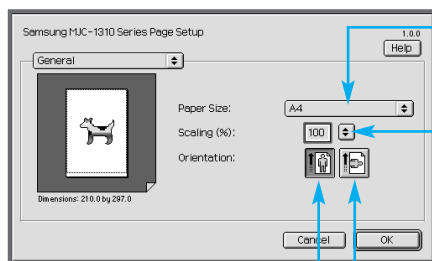 Samsung MJC-1310 Series Page Setup
1.0.0
Help
General
Paper Size:
A4
Scaling (%):
100
Orientation:
Dimensions: 210.0 by 297.0
Cancel
OK